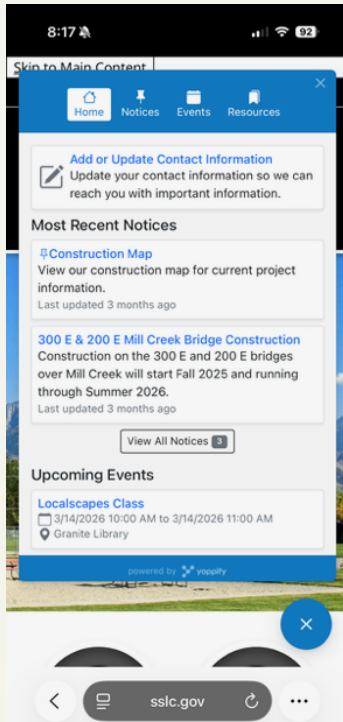 8:17
92
Skip to Main Content
Home
Notices
Events
Resources
Add or Update Contact Information
Update your contact information so we can
reach you with important information.
Most Recent Notices
Construction Map
View our construction map for current project
information.
Last updated 3 months ago
300 E & 200 E Mill Creek Bridge Construction
Construction on the 300 E and 200 E bridges
over Mill Creek will start Fall 2025 and running
through Summer 2026.
Last updated 3 months ago
View All Notices 3
Upcoming Events
Localscapes Class
3/14/2026 10:00 AM to 3/14/2026 11:00 AM
Granite Library
powered by yoppify
sslc.gov